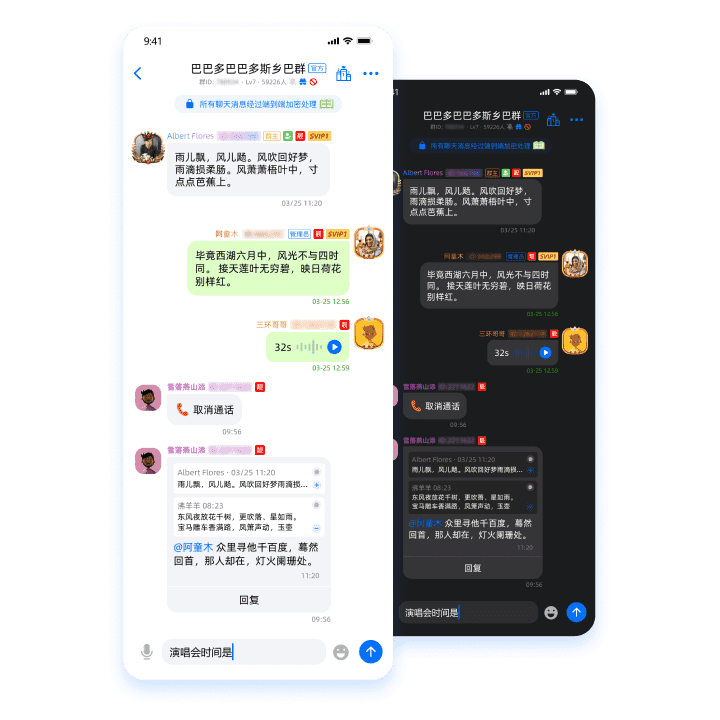 9:41
巴巴多巴巴多斯乡巴群 官方
群ID: · Lv7 · 59226人
所有聊天消息经过端到端加密处理
Albert Flores 群主 靓 SVIP1
雨儿飘，风儿飏。风吹回好梦，
雨滴损柔肠。风萧萧梧叶中，寸
点点芭蕉上。
03/25 11:20
阿童木 管理员 靓 SVIP1
毕竟西湖六月中，风光不与四时
同。 接天莲叶无穷碧，映日荷花
别样红。
03-25 12:56
三环哥哥 靓
32s
03-25 12:59
雪落燕山添 靓
取消通话
09:56
雪落燕山添 靓
Albert Flores · 03/25 11:20
雨儿飘，风儿飏。风吹回好梦雨滴损...
沸羊羊 08:23
东风夜放花千树，更吹落、星如雨。
宝马雕车香满路，凤箫声动，玉壶
@阿童木 众里寻他千百度，蓦然
回首，那人却在，灯火阑珊处。
11:20
回复
09:56
演唱会时间是
41
巴巴多巴巴多斯乡巴群 官方
群ID: · Lv7 · 59226人
所有聊天消息经过端到端加密处理
Albert Flores 群主 靓 SVIP1
雨儿飘，风儿飏。风吹回好梦，
雨滴损柔肠。风萧萧梧叶中，寸
点点芭蕉上。
03/25 11:20
阿童木 管理员 靓 SVIP1
毕竟西湖六月中，风光不与四时
同。 接天莲叶无穷碧，映日荷花
别样红。
03-25 12:56
三环哥哥 靓
32s
03-25 12:59
雪落燕山添 靓
取消通话
09:56
雪落燕山添 靓
Albert Flores · 03/25 11:20
雨儿飘，风儿飏。风吹回好梦雨滴损...
沸羊羊 08:23
东风夜放花千树，更吹落、星如雨。
宝马雕车香满路，凤箫声动，玉壶
@阿童木 众里寻他千百度，蓦然
回首，那人却在，灯火阑珊处。
11:20
回复
09:56
演唱会时间是